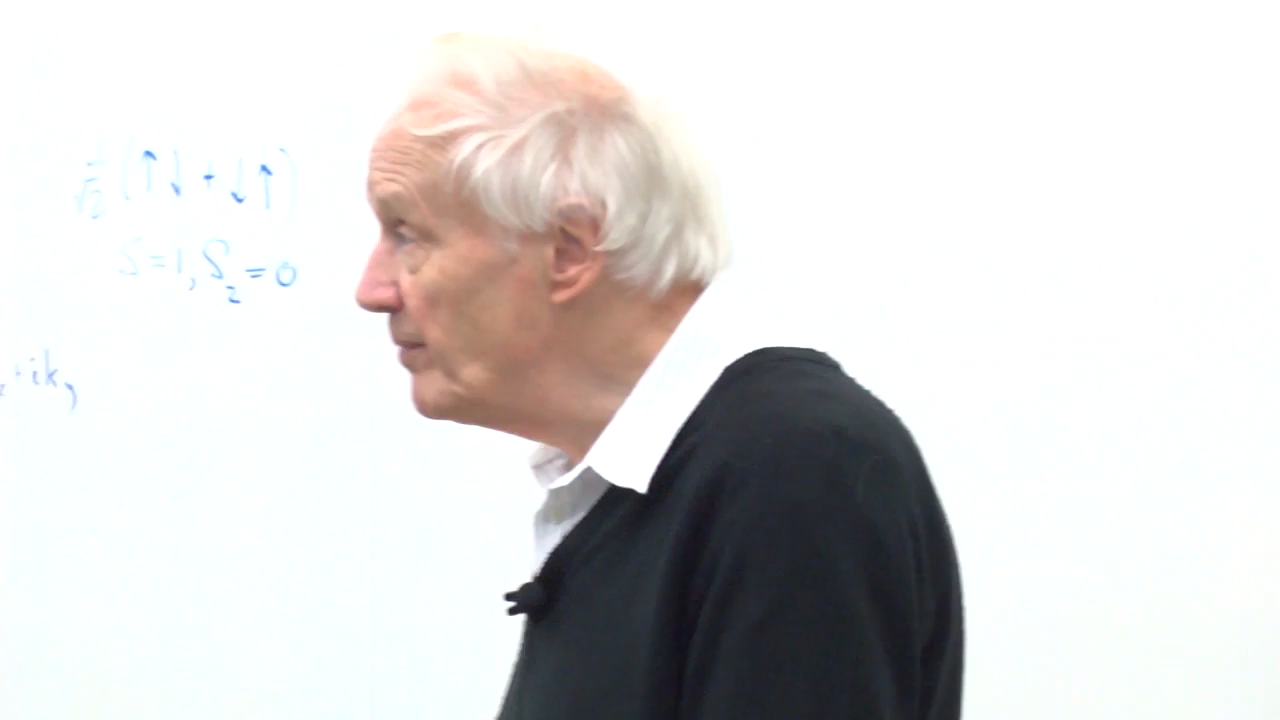 1/√2 (↑↓ + ↓↑)
S=1, S_z=0
+ik_y